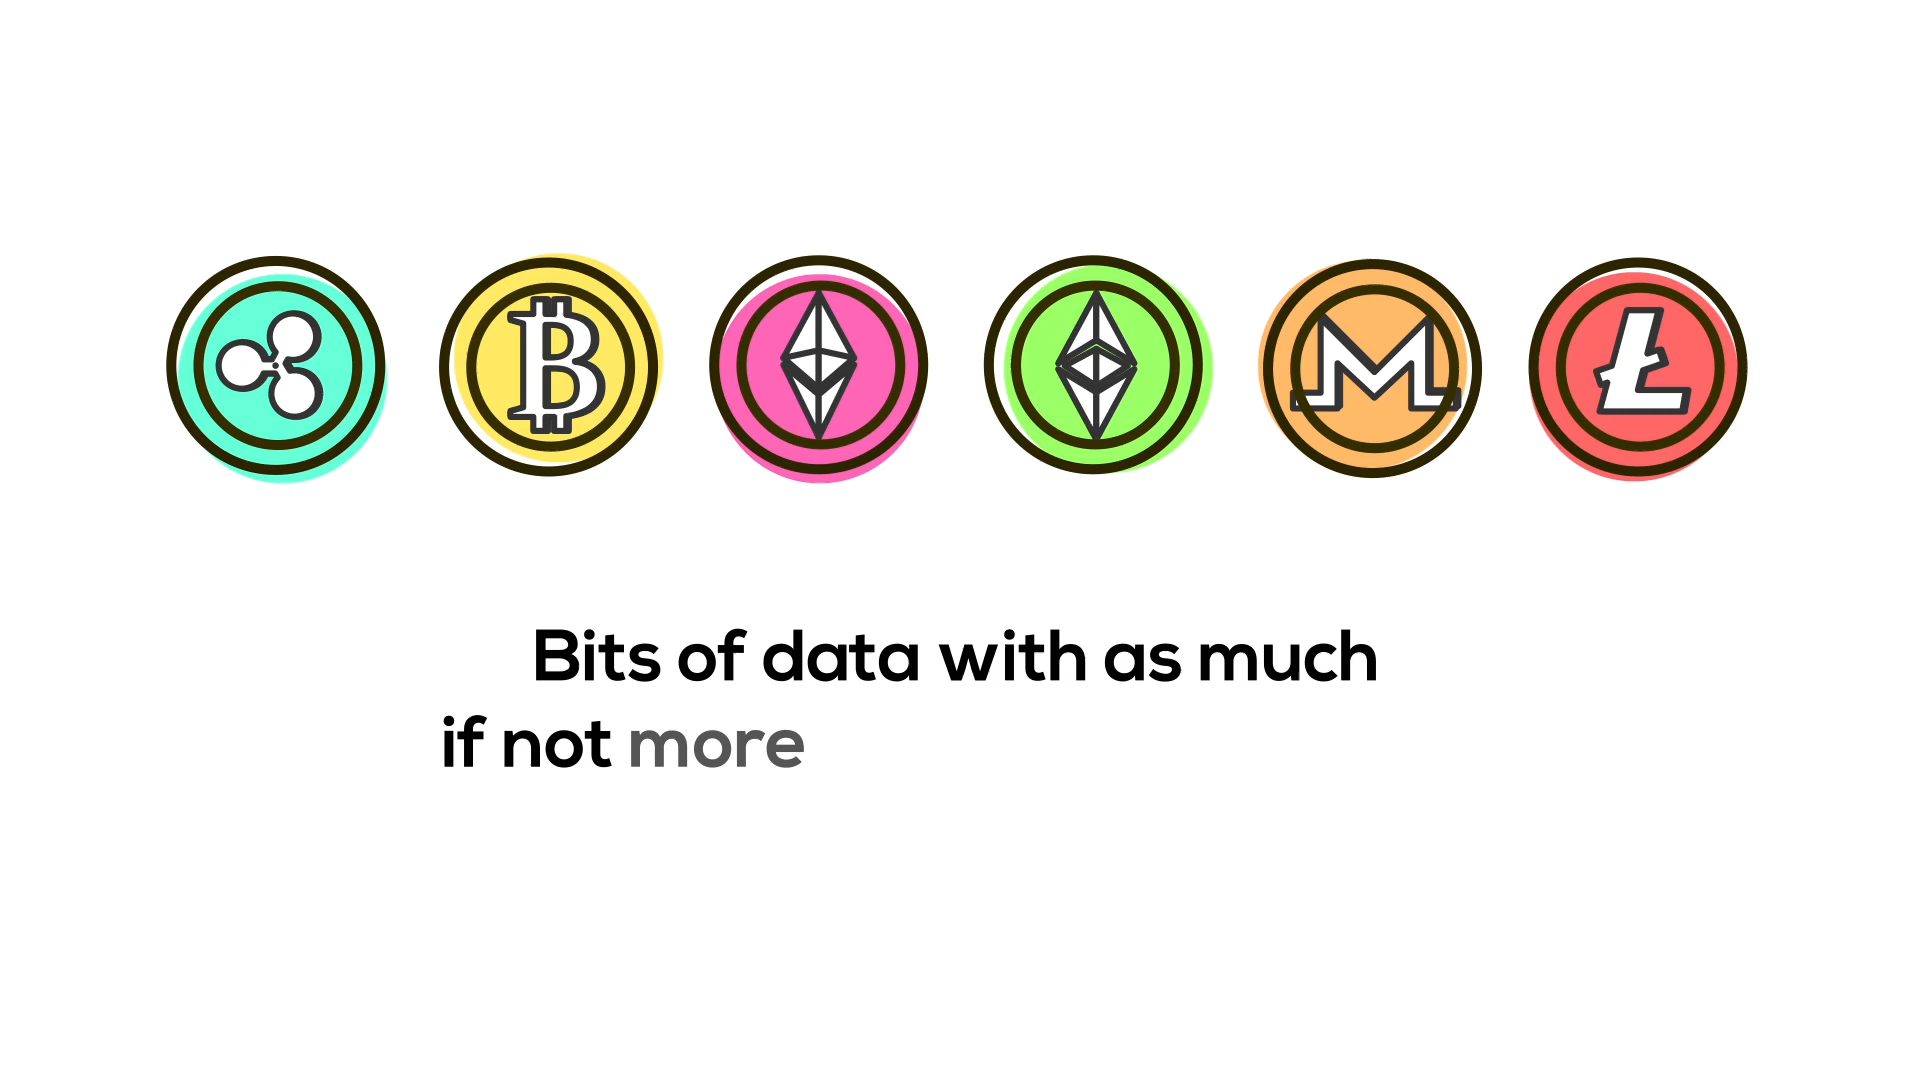 Bits of data with as much
if not more